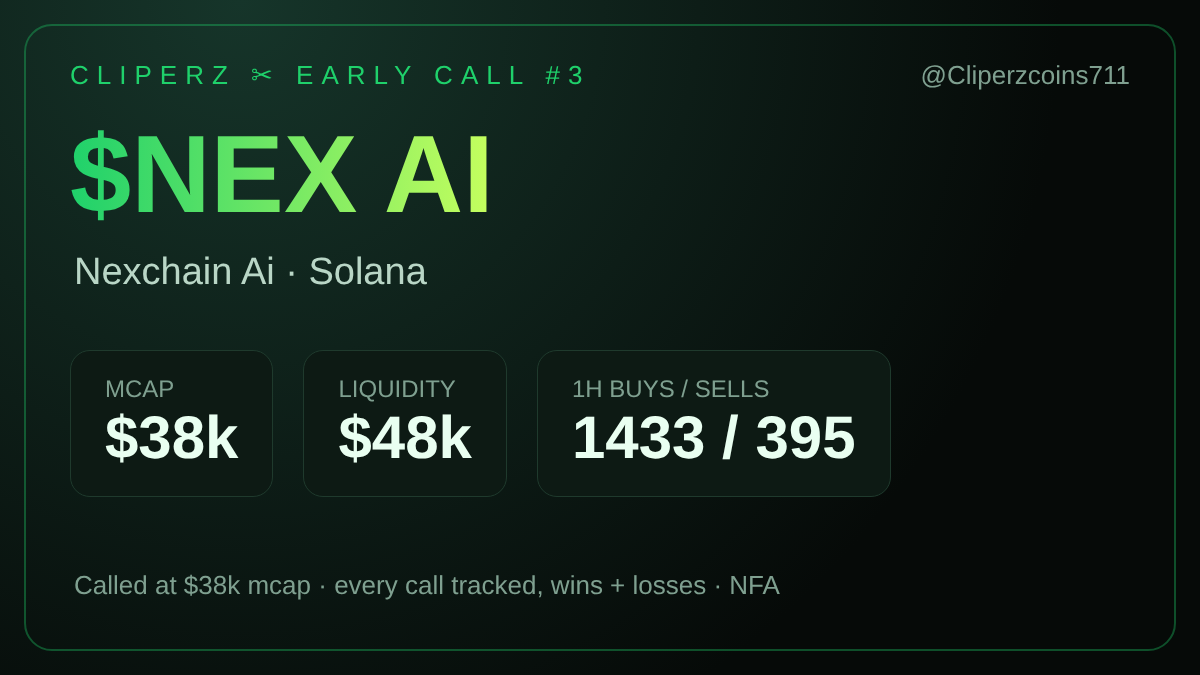 CLIPERZ ✂ EARLY CALL #3
@Cliperzcoins711
$NEX AI
Nexchain Ai · Solana
MCAP
$38k
LIQUIDITY
$48k
1H BUYS / SELLS
1433 / 395
Called at $38k mcap · every call tracked, wins + losses · NFA